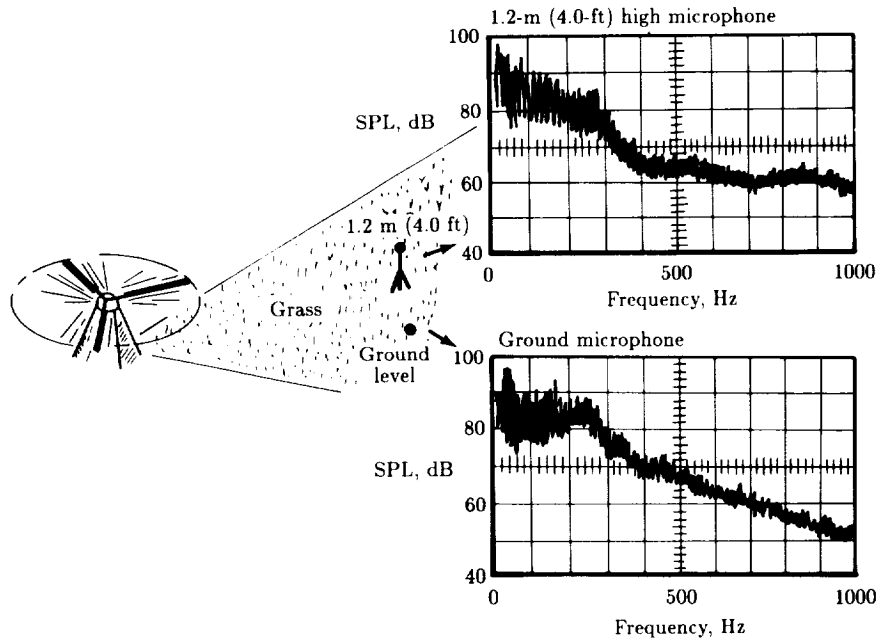 1.2-m (4.0-ft) high microphone
100
80
60
40
SPL, dB
0
500
1000
Frequency, Hz
1.2 m (4.0 ft)
Grass
Ground
level
Ground microphone
100
80
60
40
SPL, dB
0
500
1000
Frequency, Hz